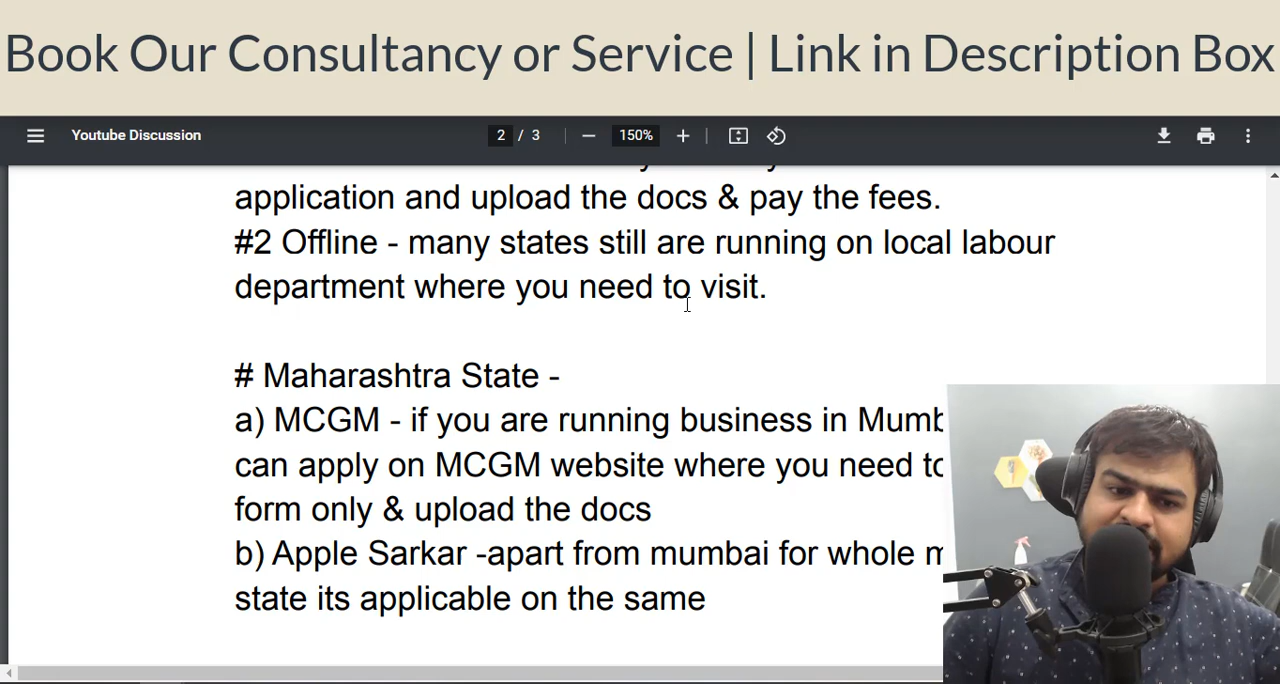 Book Our Consultancy or Service | Link in Description Box
Youtube Discussion
2 / 3
150%
application and upload the docs & pay the fees.
#2 Offline - many states still are running on local labour
department where you need to visit.
# Maharashtra State -
a) MCGM - if you are running business in
can apply on MCGM website where you need
form only & upload the docs
b) Apple Sarkar -apart from mumbai for whole
state its applicable on the same